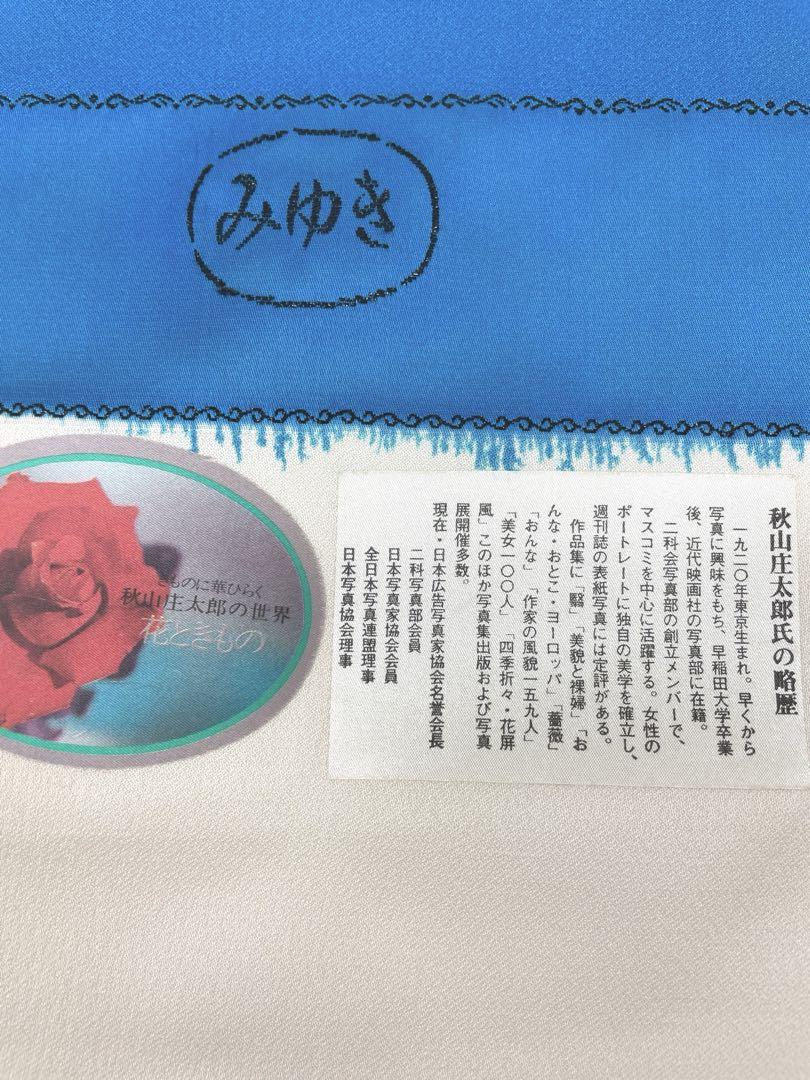 みゆき
きものに華ひらく
秋山庄太郎の世界
花ときもの
秋山庄太郎氏の略歴
一九二〇年東京生まれ。早くから
写真に興味をもち、早稲田大学卒業
後、近代映画社の写真部に在籍。
二科会写真部の創立メンバーで、
マスコミを中心に活躍する。女性の
ポートレートに独自の美学を確立し、
週刊誌の表紙写真には定評がある。
作品集に「翳」「美貌と裸婦」「お
んな・おとこ・ヨーロッパ」「薔薇」
「おんな」「作家の風貌一五九人」
「美女一〇〇人」「四季折々・花屏
風」このほか写真集出版および写真
展開催多数。
現在・日本広告写真家協会名誉会長
二科写真部会員
日本写真家協会会員
全日本写真連盟理事
日本写真協会理事